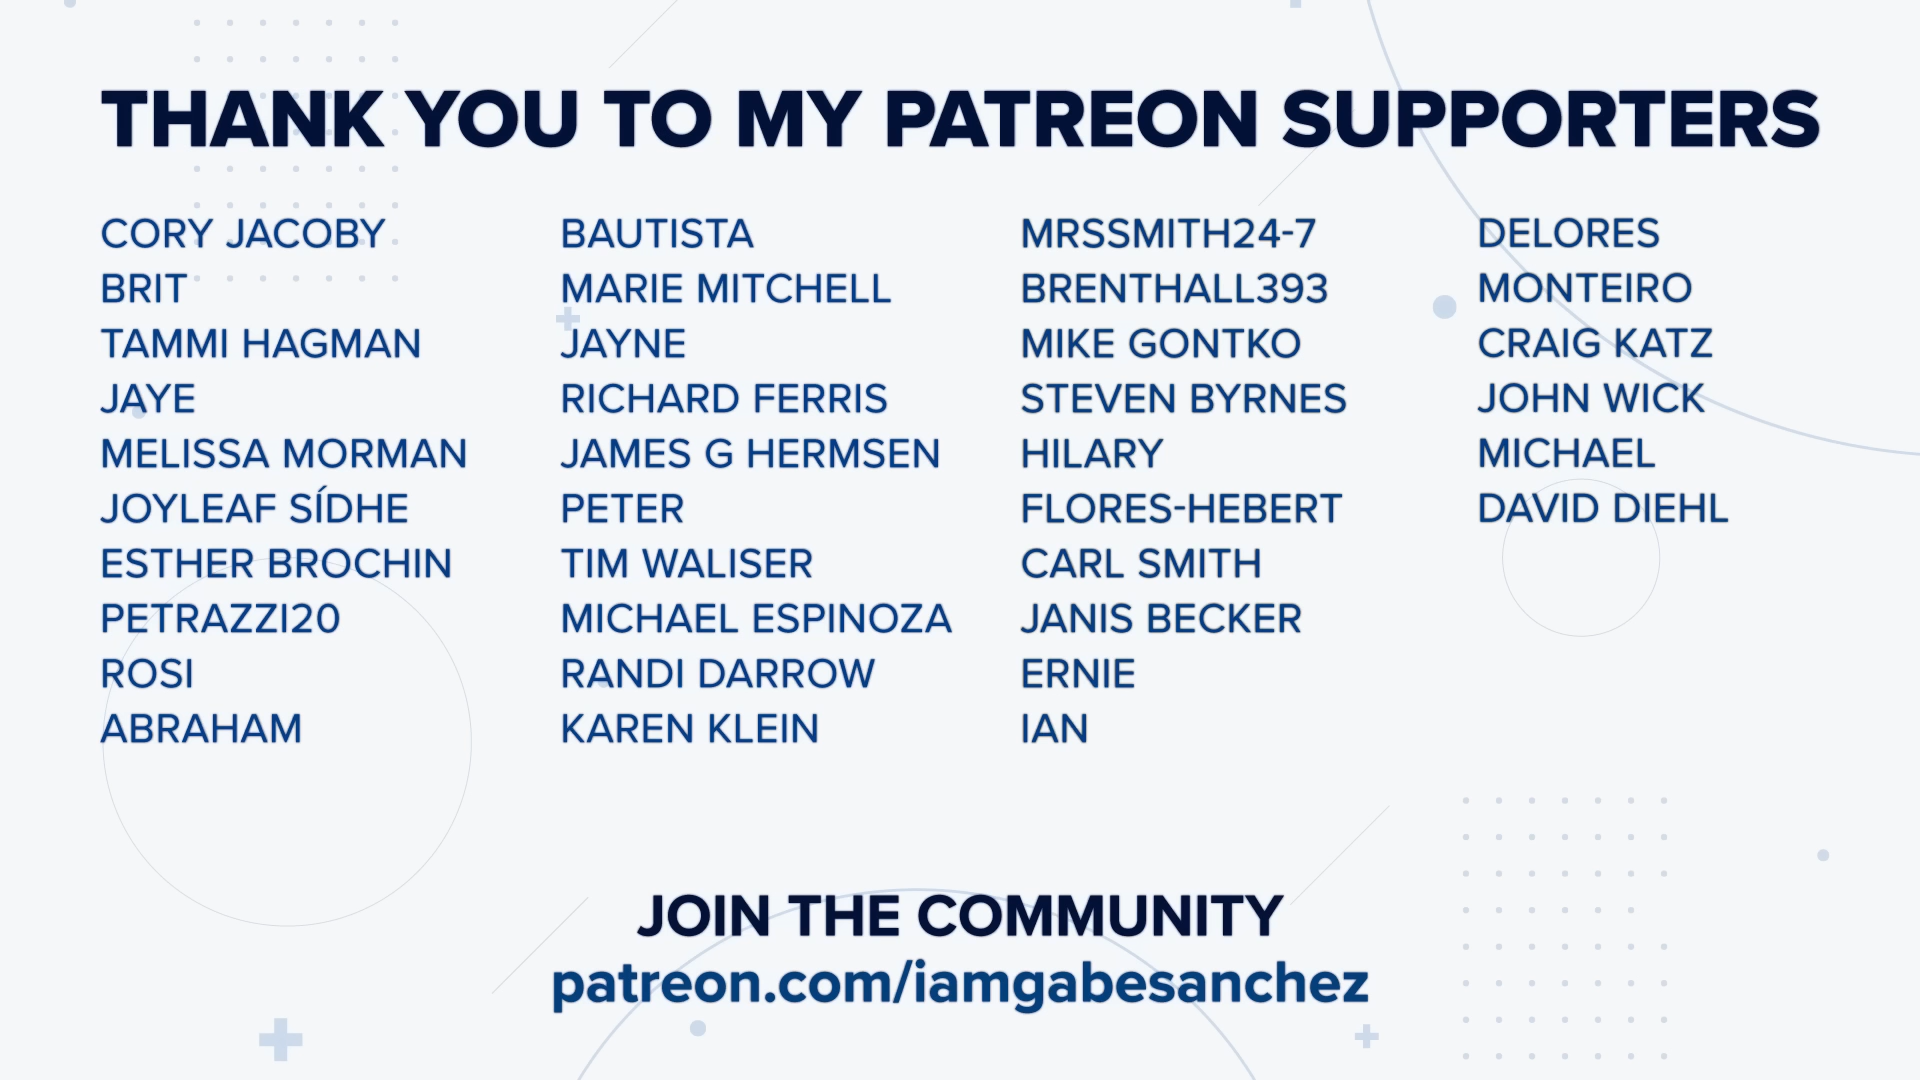 THANK YOU TO MY PATREON SUPPORTERS
CORY JACOBY
BRIT
TAMMI HAGMAN
JAYE
MELISSA MORMAN
JOYLEAF SÍDHE
ESTHER BROCHIN
PETRAZZI20
ROSI
ABRAHAM
BAUTISTA
MARIE MITCHELL
JAYNE
RICHARD FERRIS
JAMES G HERMSEN
PETER
TIM WALISER
MICHAEL ESPINOZA
RANDI DARROW
KAREN KLEIN
MRSSMITH24-7
BRENTHALL393
MIKE GONTKO
STEVEN BYRNES
HILARY
FLORES-HEBERT
CARL SMITH
JANIS BECKER
ERNIE
IAN
DELORES
MONTEIRO
CRAIG KATZ
JOHN WICK
MICHAEL
DAVID DIEHL
JOIN THE COMMUNITY
patreon.com/iamgabesanchez